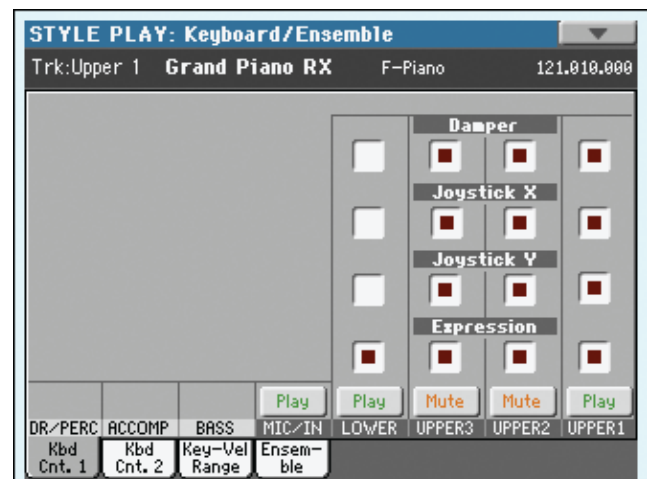 STYLE PLAY: Keyboard/Ensemble
Trk:Upper 1 Grand Piano RX F-Piano 121.010.000
Damper
Joystick X
Joystick Y
Expression
Play Play Mute Mute Play
DR/PERC ACCOMP BASS MIC/IN LOWER UPPER3 UPPER2 UPPER1
Kbd Kbd Key-Vel Ensem-
Cnt. 1 Cnt. 2 Range ble